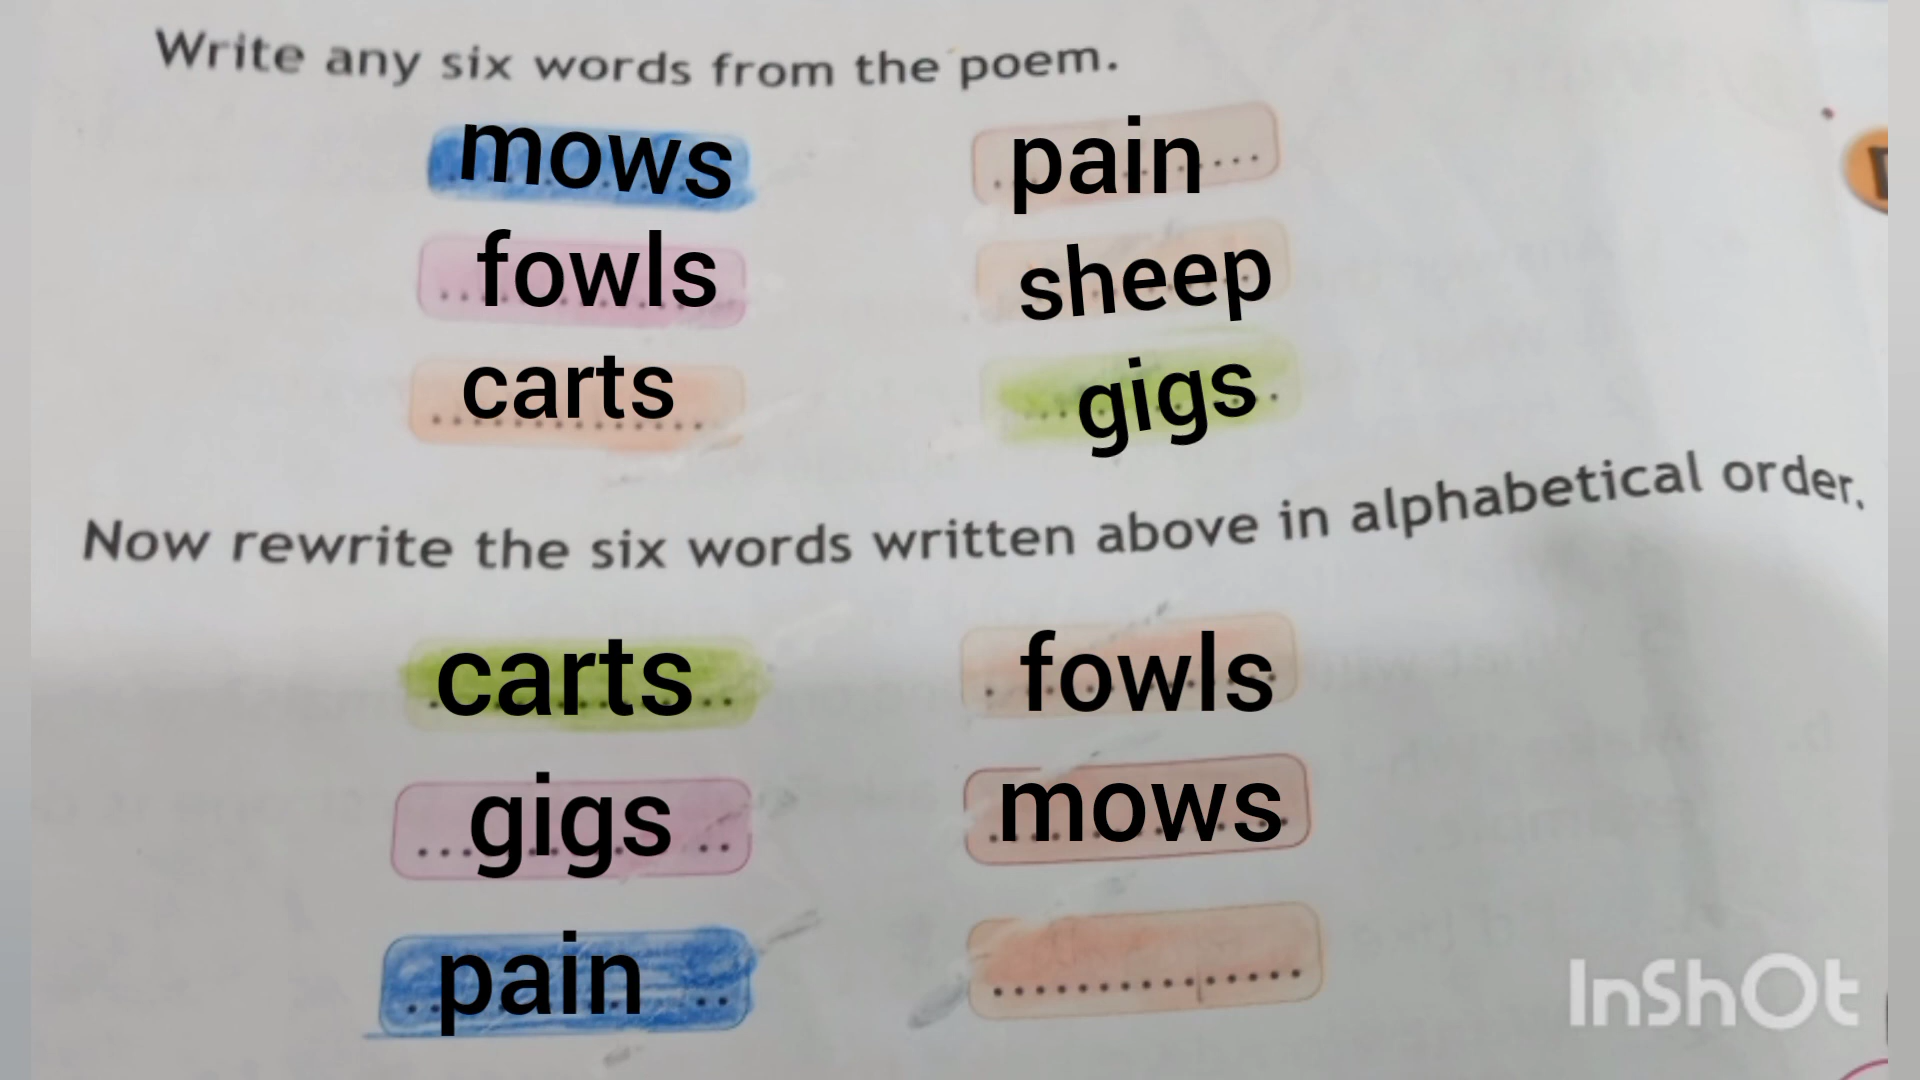 Write any six words from the poem.
mows pain
fowls sheep
carts gigs
Now rewrite the six words written above in alphabetical order.
carts fowls
gigs mows
pain
InShOt